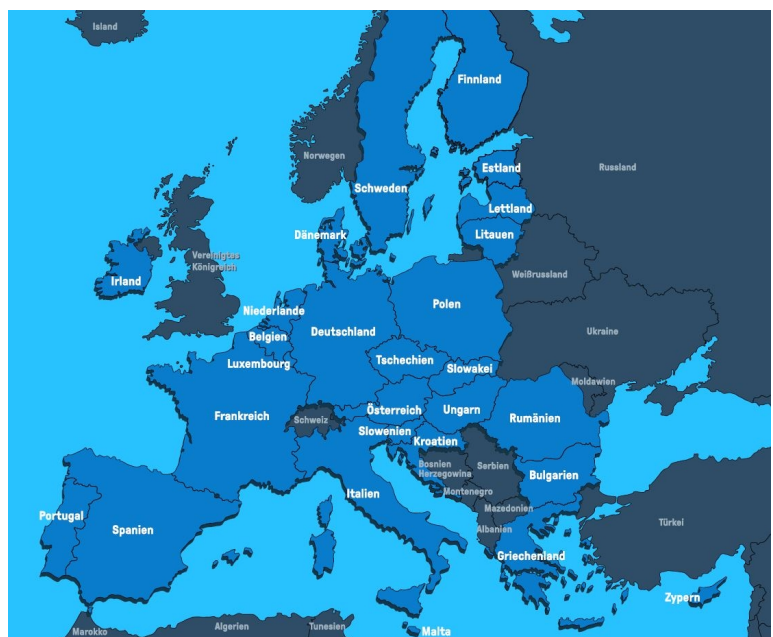 Island
Finnland
Norwegen
Russland
Estland
Schweden
Lettland
Dänemark
Litauen
Vereinigtes
Königreich
Weißrussland
Irland
Polen
Niederlande
Deutschland
Ukraine
Belgien
Tschechien
Luxembourg
Slowakei
Moldawien
Österreich
Ungarn
Frankreich
Schweiz
Rumänien
Slowenien
Kroatien
Bosnien
Herzegowina
Serbien
Bulgarien
Montenegro
Italien
Mazedonien
Portugal
Spanien
Albanien
Türkei
Griechenland
Zypern
Algerien
Tunesien
Marokko
Malta